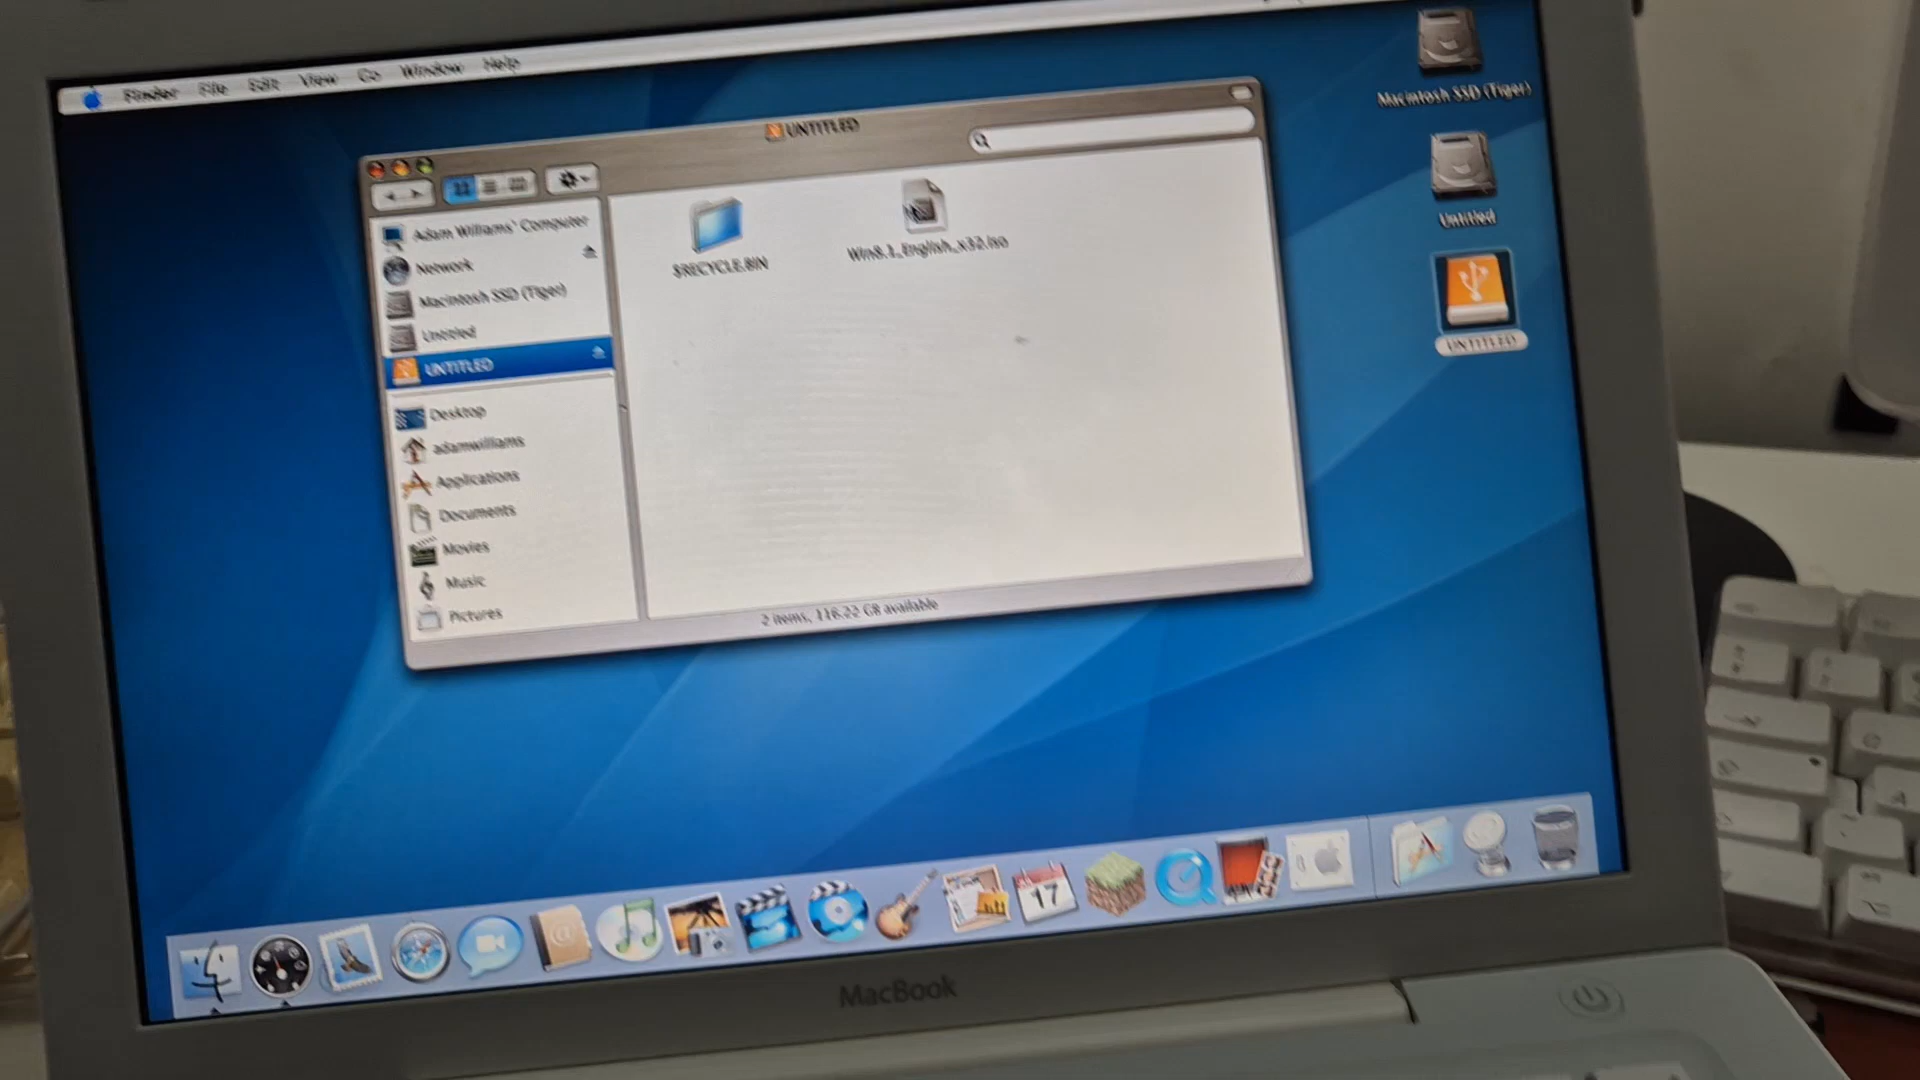 Finder File Edit View Go Window Help
Macintosh SSD (Tiger)
Untitled
UNTITLED
UNTITLED
Adam Williams' Computer
Network
Macintosh SSD (Tiger)
Untitled
UNTITLED
Desktop
adamwilliams
Applications
Documents
Movies
Music
Pictures
$RECYCLE.BIN
Win8.1_English_x32.iso
2 items, 116.22 GB available
17
MacBook